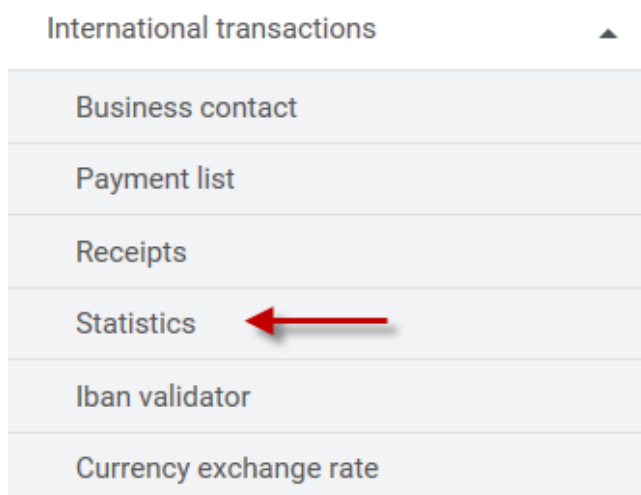 International transactions
Business contact
Payment list
Receipts
Statistics
Iban validator
Currency exchange rate